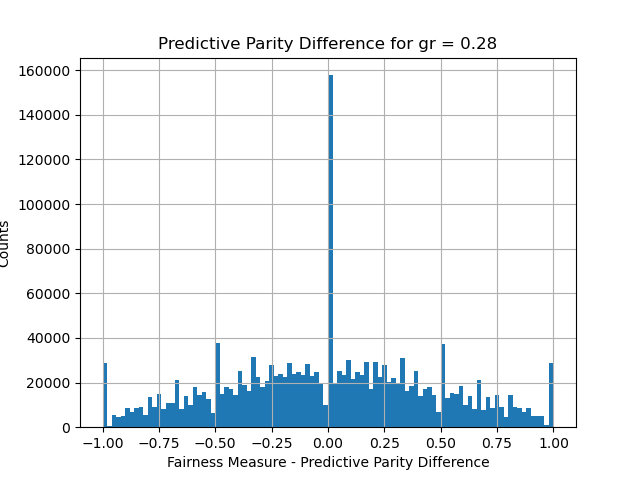 Predictive Parity Difference for gr = 0.28
160000
140000
120000
100000
80000
60000
40000
20000
0
Counts
−1.00 −0.75 −0.50 −0.25 0.00 0.25 0.50 0.75 1.00
Fairness Measure - Predictive Parity Difference